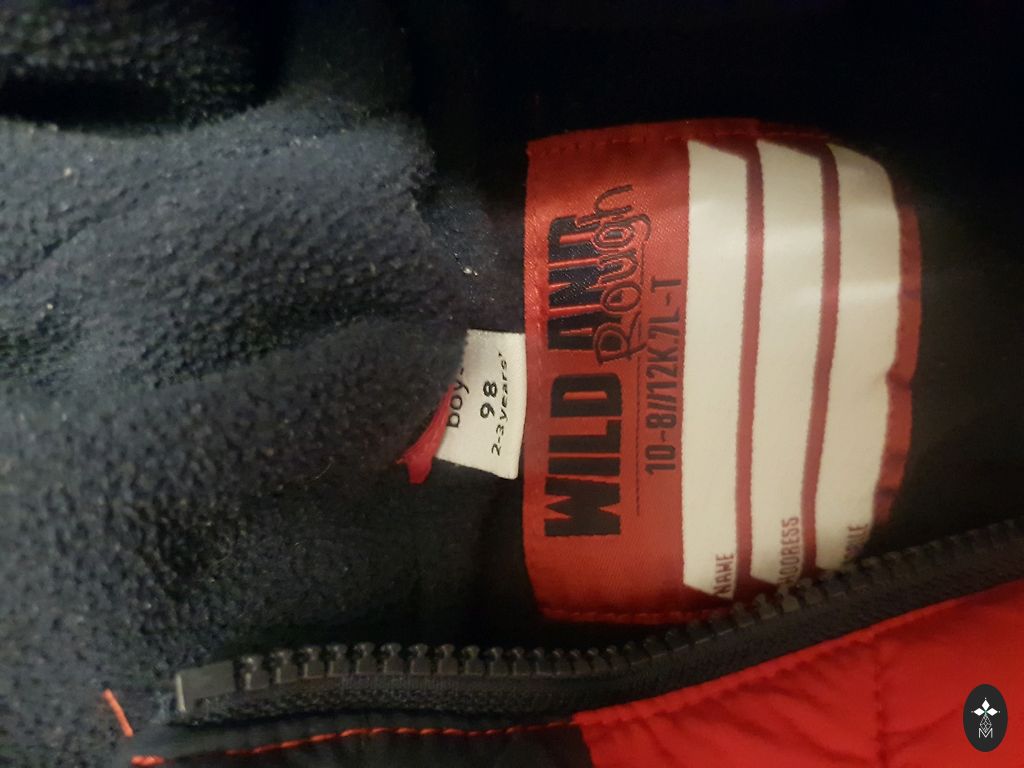 WILD AND
Rough
10-8//12K.7L-T
NAME
ADDRESS
boy-
98
2-3 years
M